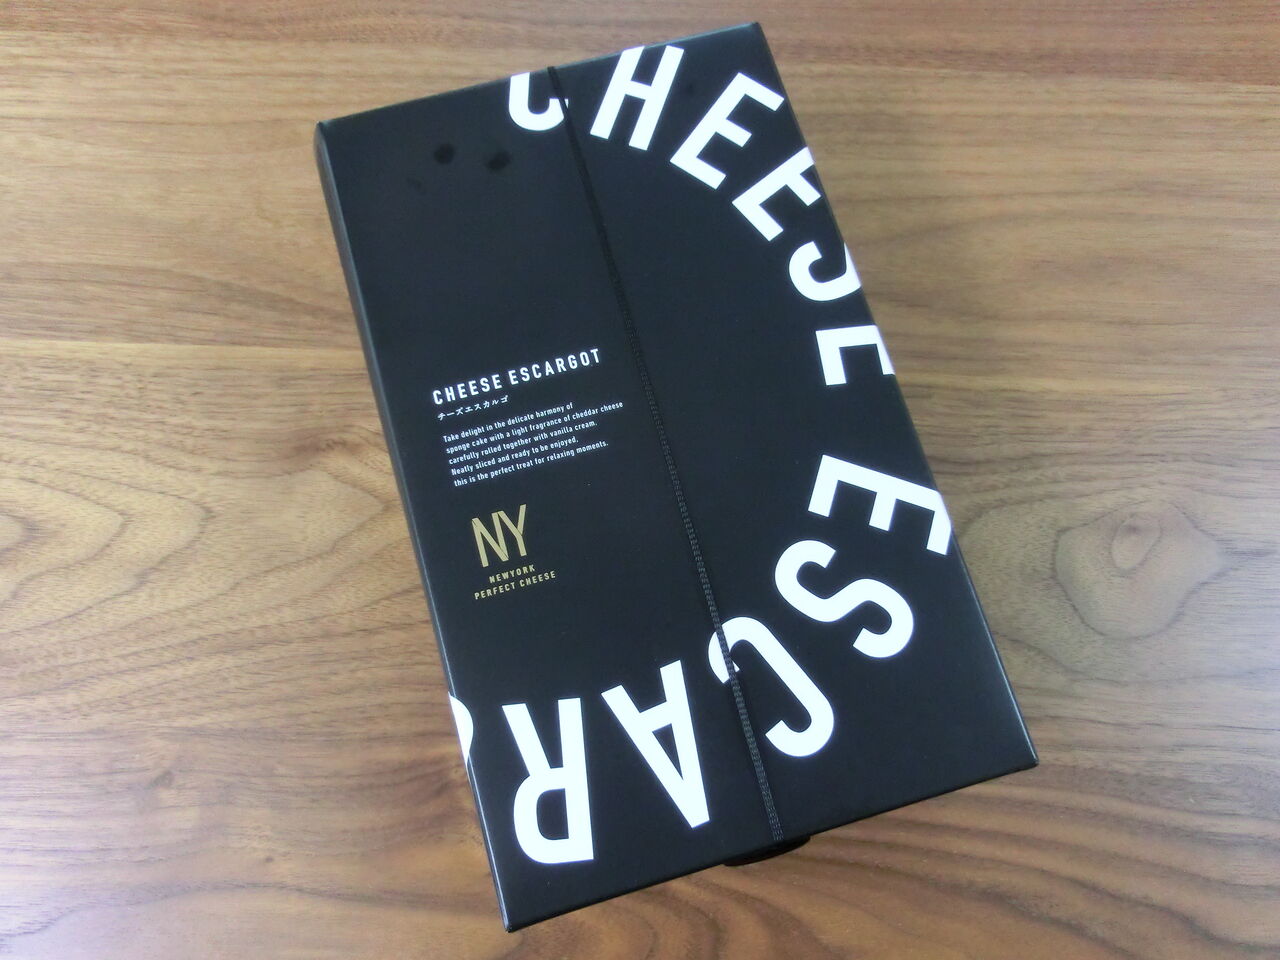 CHEESE ESCAR
CHEESE ESCARGOT
チーズエスカルゴ
Take delight in the delicate harmony of
sponge cake with a light fragrance of cheddar cheese
carefully rolled together with vanilla cream.
Neatly sliced and ready to be enjoyed,
this is the perfect treat for relaxing moments.
NY
NEWYORK
PERFECT CHEESE